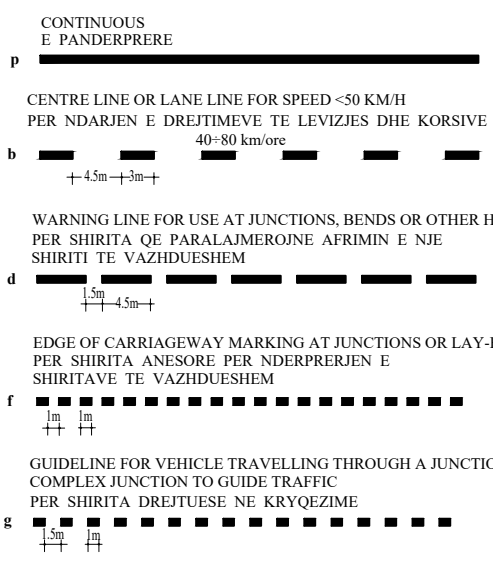 CONTINUOUS
E PANDERPRERE
p
CENTRE LINE OR LANE LINE FOR SPEED <50 KM/H
PER NDARJEN E DREJTIMEVE TE LEVIZJES DHE KORSIVE
40÷80 km/ore
b
4.5m 3m
WARNING LINE FOR USE AT JUNCTIONS, BENDS OR OTHER H
PER SHIRITA QE PARALAJMEROJNE AFRIMIN E NJE
SHIRITI TE VAZHDUESHEM
d
1.5m 4.5m
EDGE OF CARRIAGEWAY MARKING AT JUNCTIONS OR LAY-
PER SHIRITA ANESORE PER NDERPRERJEN E
SHIRITAVE TE VAZHDUESHEM
f
1m 1m
GUIDELINE FOR VEHICLE TRAVELLING THROUGH A JUNCTIO
COMPLEX JUNCTION TO GUIDE TRAFFIC
PER SHIRITA DREJTUESE NE KRYQEZIME
g
1.5m 1m